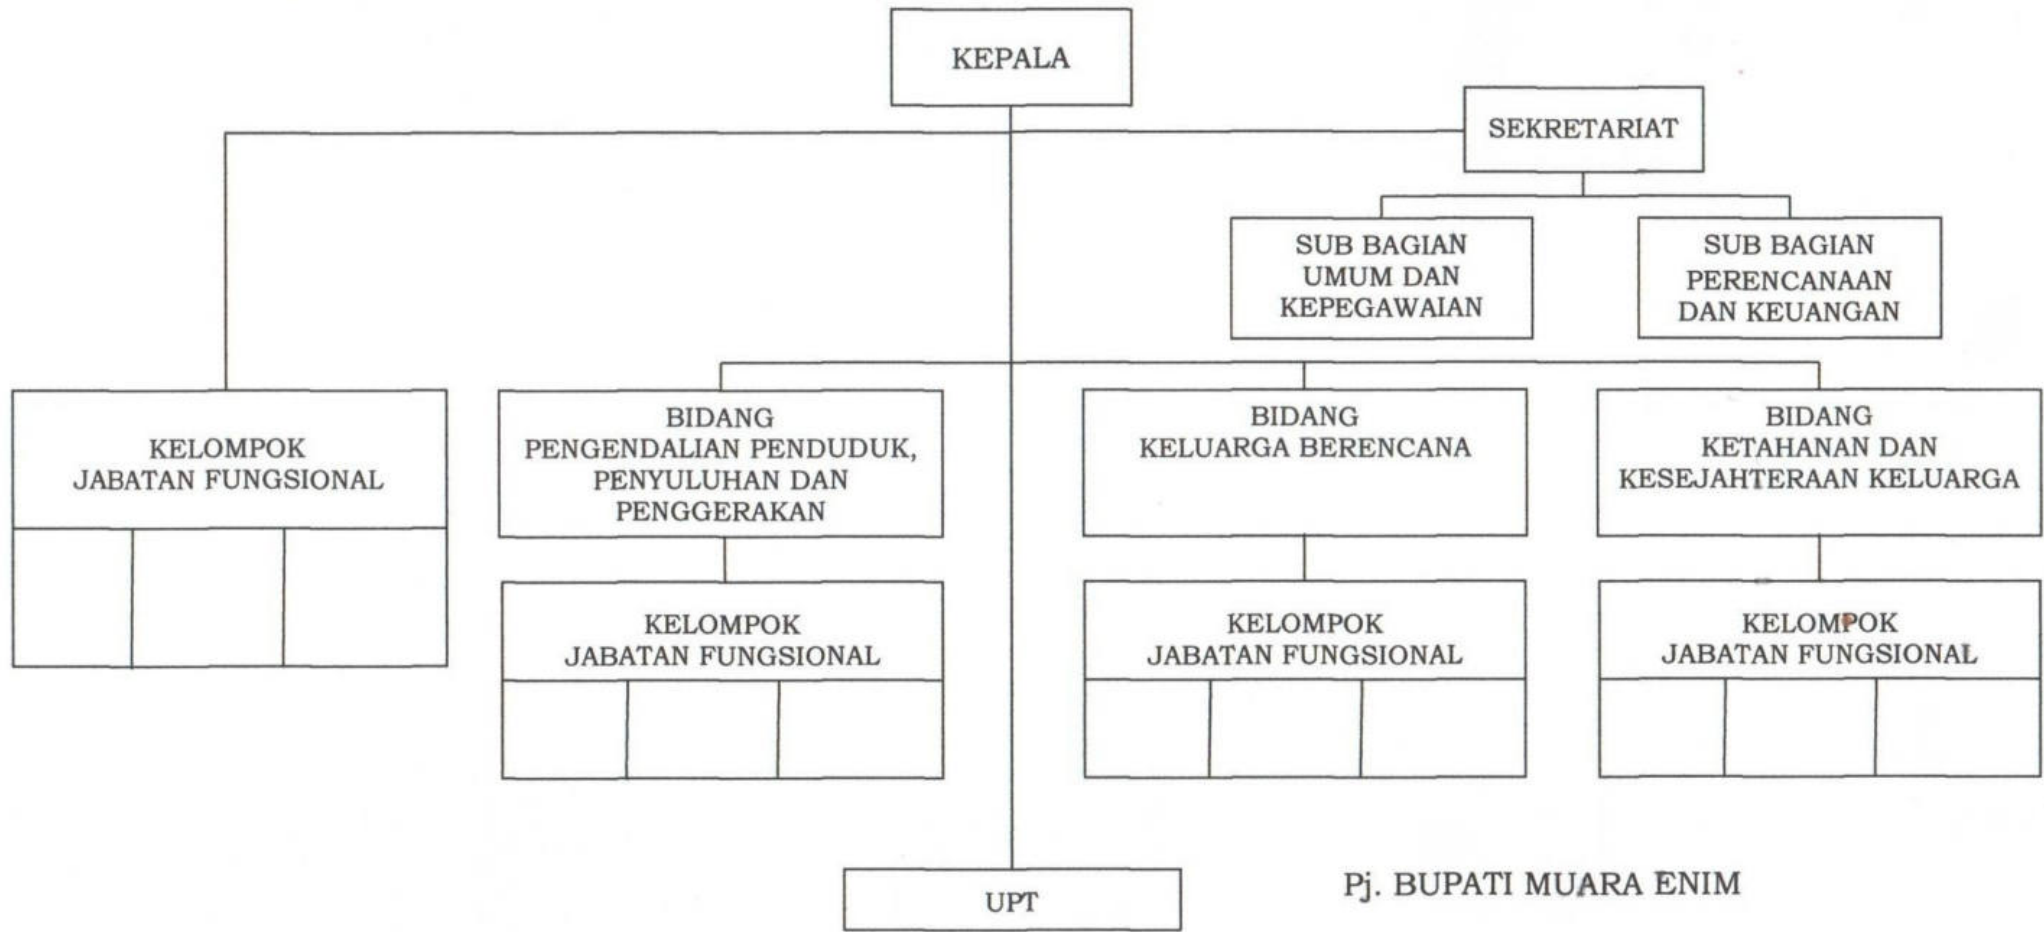 KEPALA
SEKRETARIAT
SUB BAGIAN
UMUM DAN
KEPEGAWAIAN
SUB BAGIAN
PERENCANAAN
DAN KEUANGAN
KELOMPOK
JABATAN FUNGSIONAL
BIDANG
PENGENDALIAN PENDUDUK,
PENYULUHAN DAN
PENGGERAKAN
BIDANG
KELUARGA BERENCANA
BIDANG
KETAHANAN DAN
KESEJAHTERAAN KELUARGA
KELOMPOK
JABATAN FUNGSIONAL
KELOMPOK
JABATAN FUNGSIONAL
KELOMPOK
JABATAN FUNGSIONAL
UPT
Pj. BUPATI MUARA ENIM